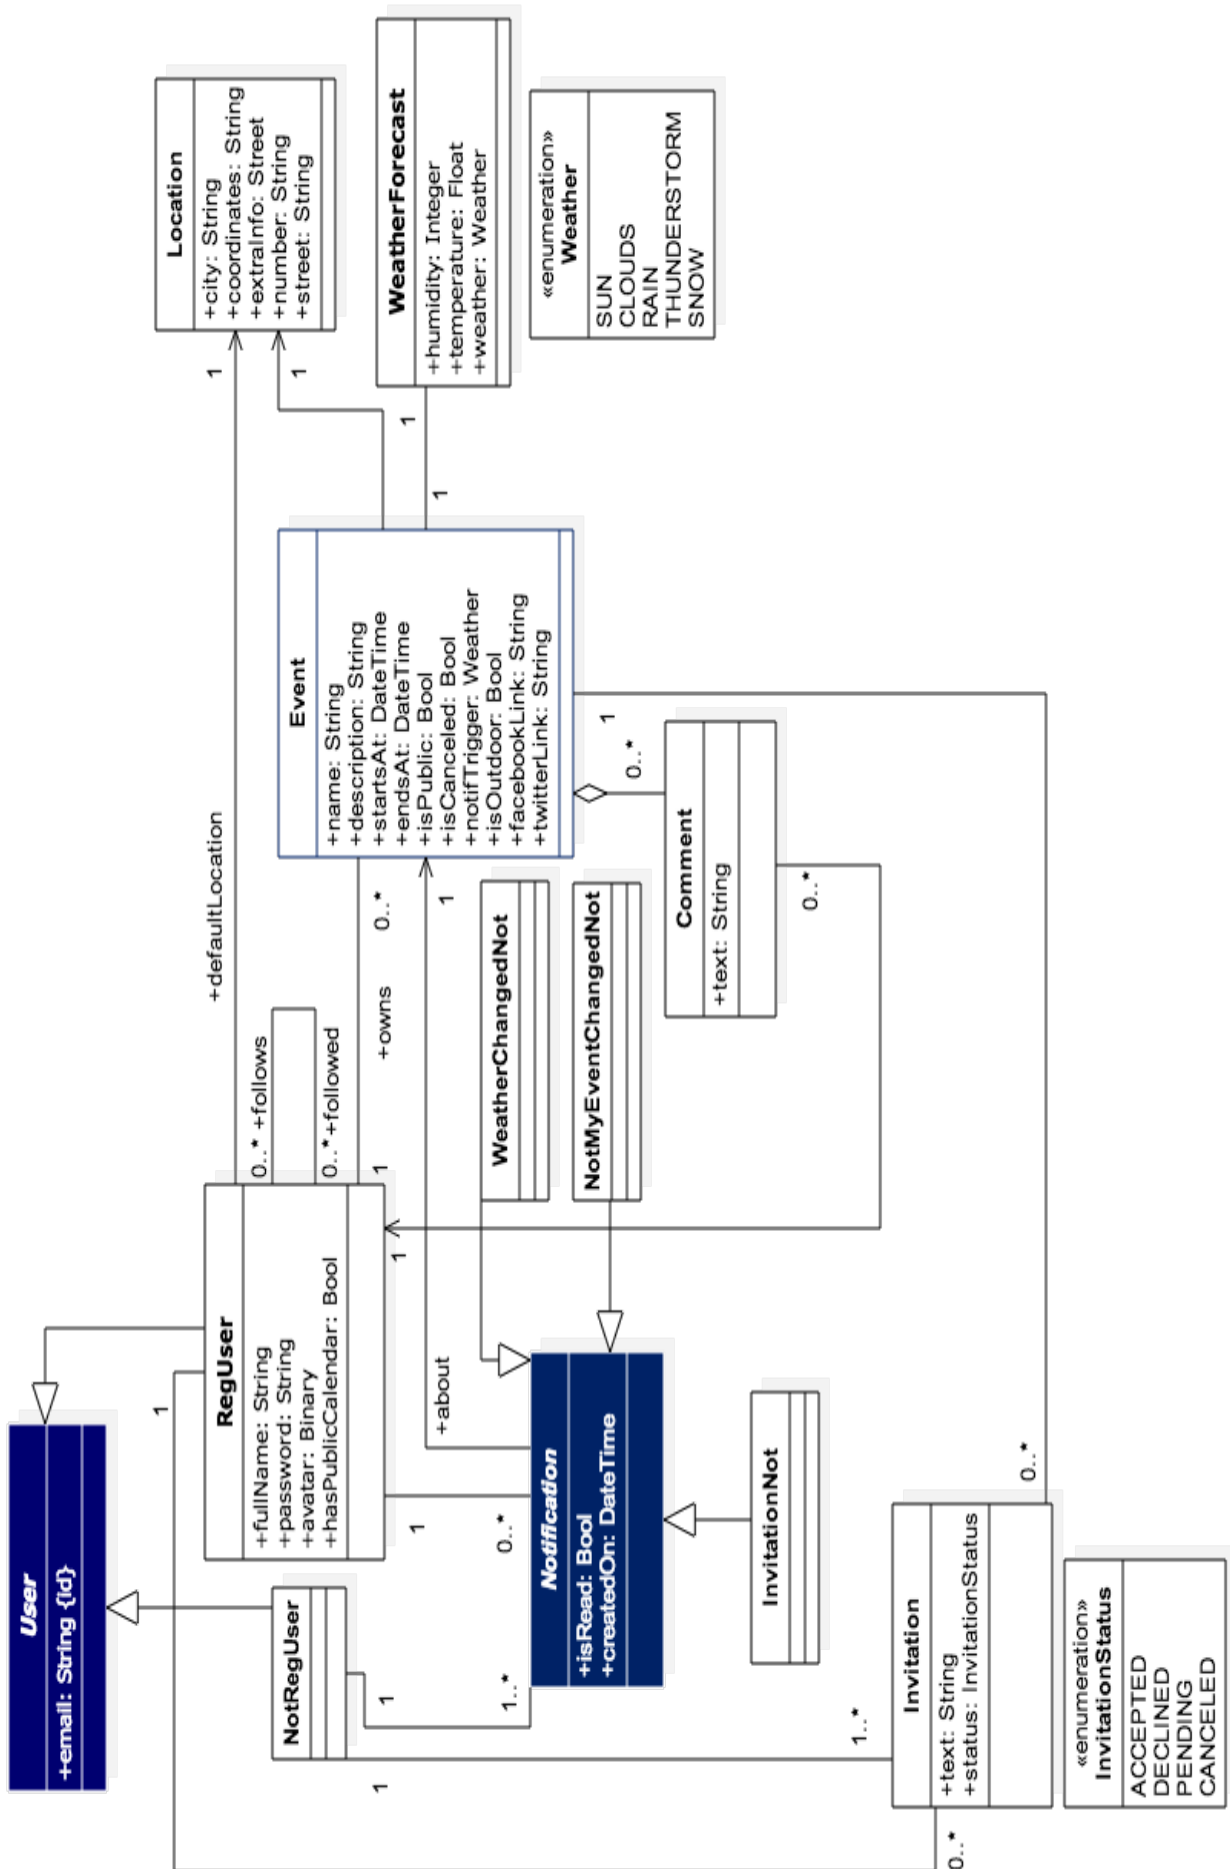 User
+email: String {id}
NotRegUser
RegUser
+fullName: String
+password: String
+avatar: Binary
+hasPublicCalendar: Bool
1
1
1
1
0..* +follows
0..* +followed
1
+owns
0..*
1
+defaultLocation
1
1
Location
+city: String
+coordinates: String
+extraInfo: Street
+number: String
+street: String
Event
+name: String
+description: String
+startsAt: DateTime
+endsAt: DateTime
+isPublic: Bool
+isCanceled: Bool
+notifTrigger: Weather
+isOutdoor: Bool
+facebookLink: String
+twitterLink: String
1
1
WeatherForecast
+humidity: Integer
+temperature: Float
+weather: Weather
«enumeration»
Weather
SUN
CLOUDS
RAIN
THUNDERSTORM
SNOW
+about
1
1..*
0..*
Notification
+isRead: Bool
+createdOn: DateTime
WeatherChangedNot
NotMyEventChangedNot
InvitationNot
0..*
1
Comment
+text: String
0..*
1..*
0..*
0..*
Invitation
+text: String
+status: InvitationStatus
«enumeration»
InvitationStatus
ACCEPTED
DECLINED
PENDING
CANCELED